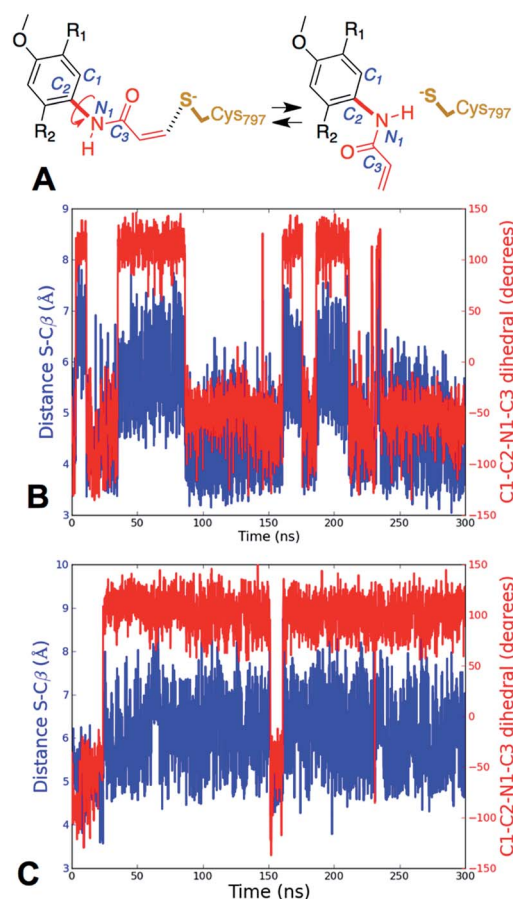 O
R₁
C₂
C₁
N₁
O
S⁻
Cys₇₉₇
R₂
N
C₃
H
O
R₁
C₁
⁻S
Cys₇₉₇
C₂
N
H
R₂
N₁
O
C₃
A
9
8
7
6
5
4
3
Distance S-Cβ (Å)
150
100
50
0
−50
−100
−150
C1-C2-N1-C3 dihedral (degrees)
0 50 100 150 200 250 300
Time (ns)
B
10
9
8
7
6
5
4
3
Distance S-Cβ (Å)
150
100
50
0
−50
−100
−150
C1-C2-N1-C3 dihedral (degrees)
0 50 100 150 200 250 300
Time (ns)
C